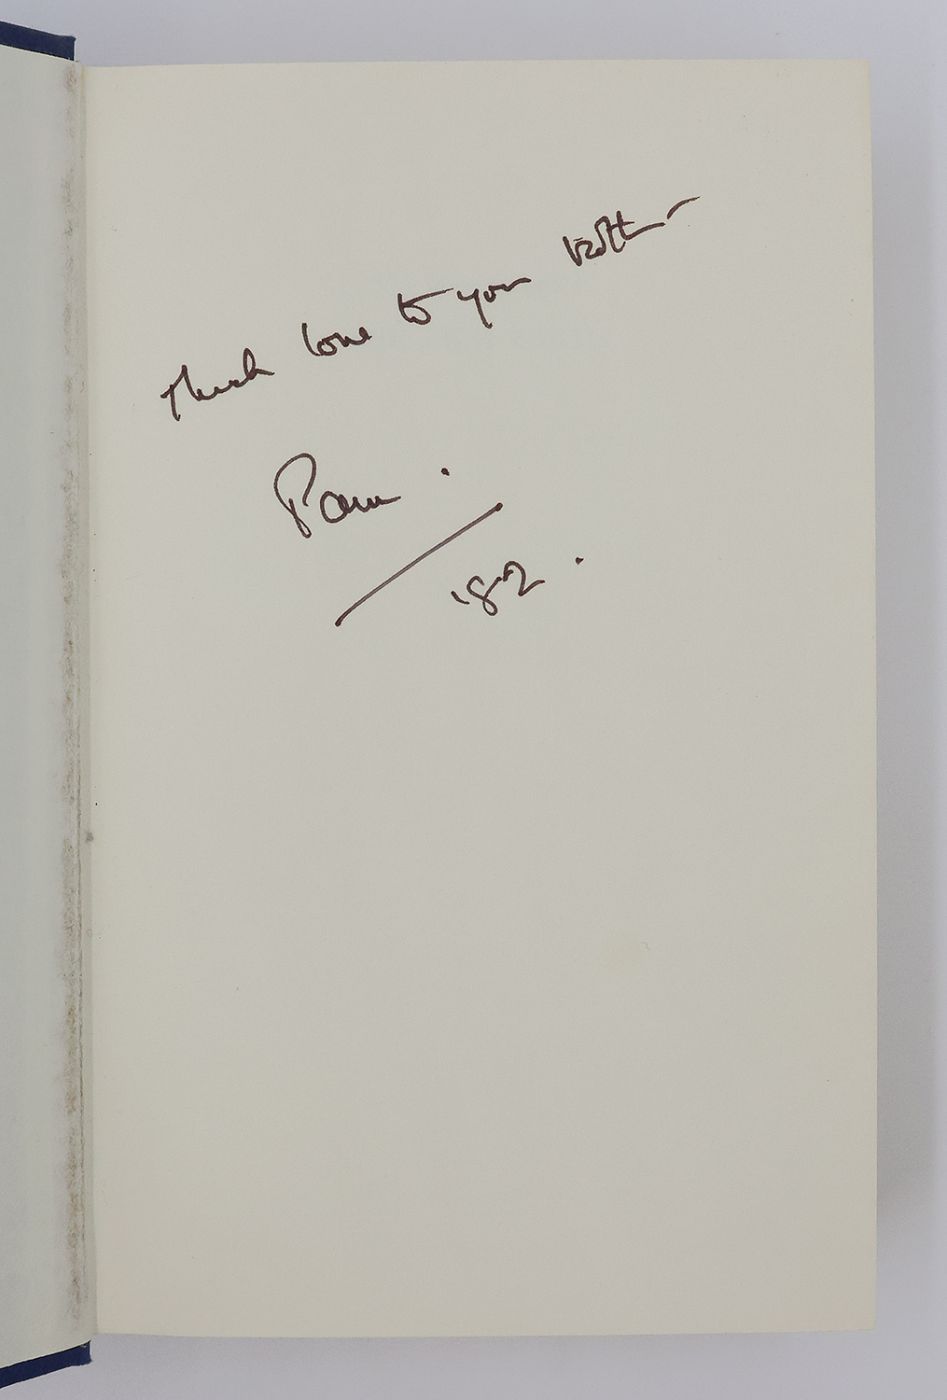 Much love to you both –
Pam.
'82.